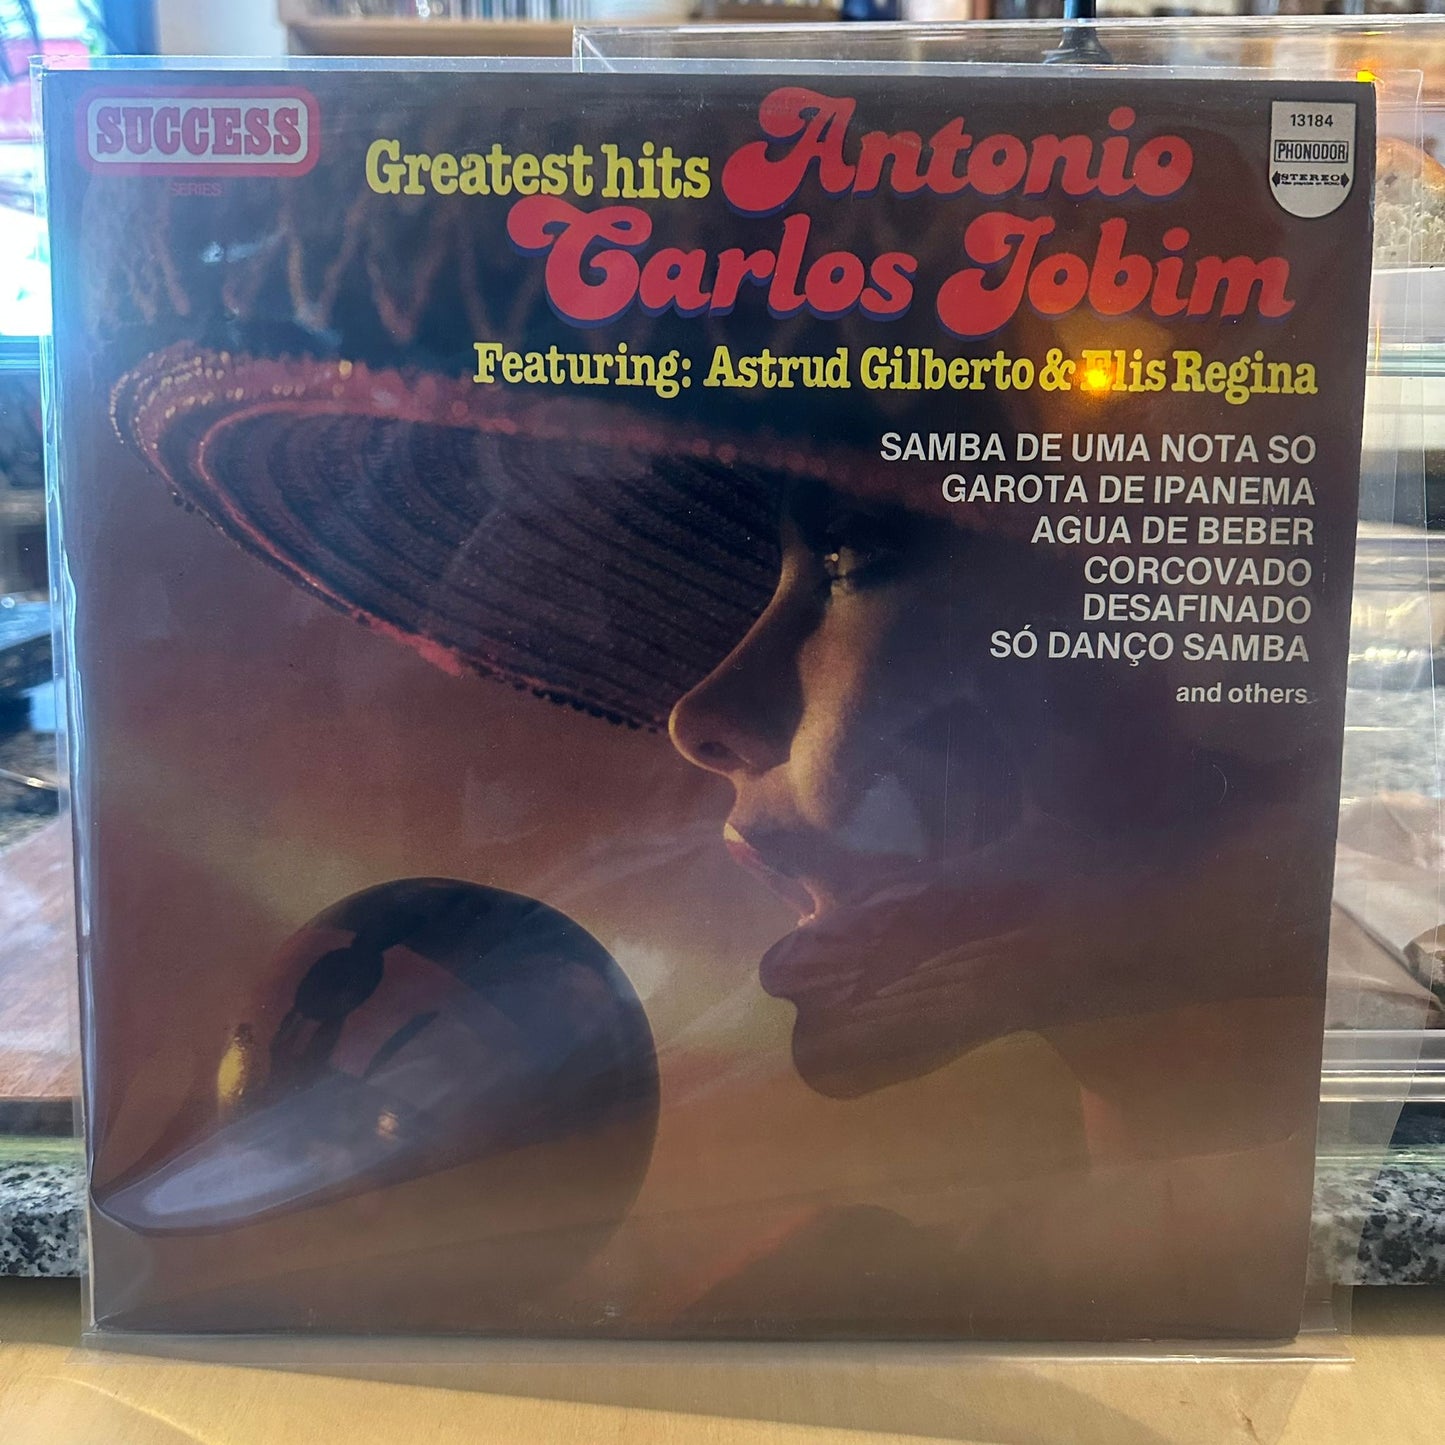 SUCCESS
SERIES
Greatest hits Antonio
Carlos Jobim
13184
PHONODOR
STEREO
Featuring: Astrud Gilberto & Elis Regina
SAMBA DE UMA NOTA SO
GAROTA DE IPANEMA
AGUA DE BEBER
CORCOVADO
DESAFINADO
SÓ DANÇO SAMBA
and others